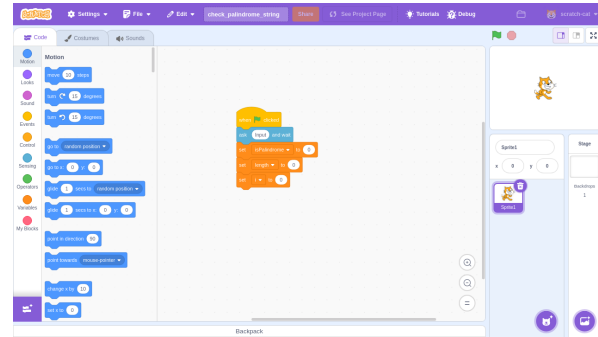 SCRATCH Settings File Edit check_palindrome_string Share See Project Page Tutorials Debug scratch-cat
Code Costumes Sounds
Motion
Looks
Sound
Events
Control
Sensing
Operators
Variables
My Blocks
Motion
move 10 steps
turn 15 degrees
turn 15 degrees
go to random position
go to x: 0 y: 0
glide 1 secs to random position
glide 1 secs to x: 0 y: 0
point in direction 90
point towards mouse-pointer
change x by 10
set x to 0
when clicked
ask Input and wait
set isPalindrome to 0
set length to 0
set i to 0
Sprite1
x 0 y 0
Sprite1
Stage
Backdrops
1
Backpack